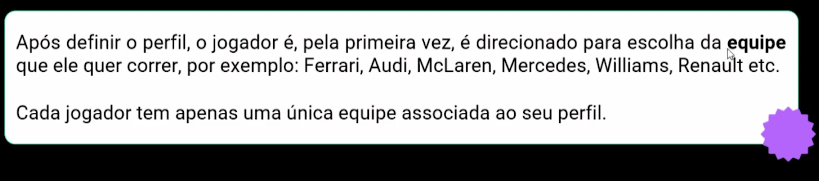 Após definir o perfil, o jogador é, pela primeira vez, é direcionado para escolha da equipe
que ele quer correr, por exemplo: Ferrari, Audi, McLaren, Mercedes, Williams, Renault etc.
Cada jogador tem apenas uma única equipe associada ao seu perfil.